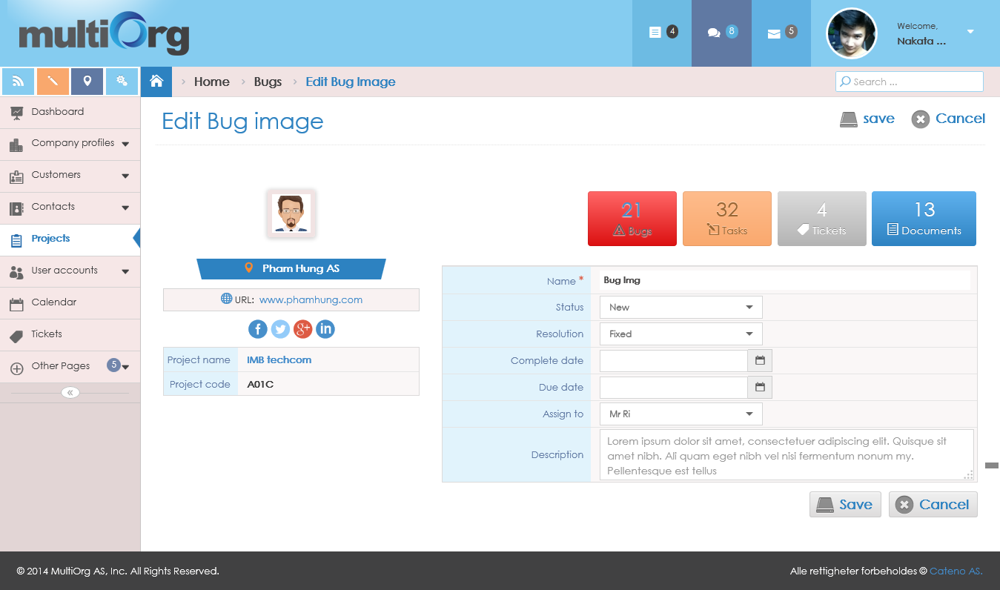 multiOrg
4
8
5
Welcome,
Nakata ...
Home
Bugs
Edit Bug Image
Search ...
Dashboard
Company profiles
Customers
Contacts
Projects
User accounts
Calendar
Tickets
Other Pages 5
Edit Bug image
save
Cancel
Pham Hung AS
URL: www.phamhung.com
f
g+
in
Project name IMB techcom
Project code A01C
21
Bugs
32
Tasks
4
Tickets
13
Documents
Name * Bug Img
Status New
Resolution Fixed
Complete date
Due date
Assign to Mr Ri
Description
Lorem ipsum dolor sit amet, consectetuer adipiscing elit. Quisque sit
amet nibh. Ali quam eget nibh vel nisi fermentum nonum my.
Pellentesque est tellus
Save
Cancel
© 2014 MultiOrg AS, Inc. All Rights Reserved.
Alle rettigheter forbeholdes © Cateno AS.